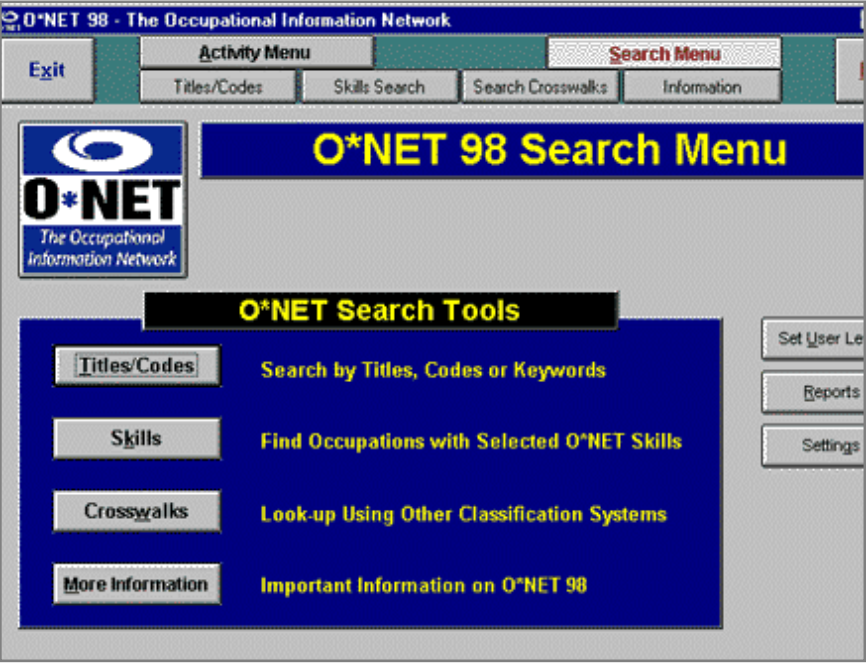 O*NET 98 - The Occupational Information Network
Exit
Activity Menu
Search Menu
Titles/Codes
Skills Search
Search Crosswalks
Information
O*NET 98 Search Menu
O*NET
The Occupational
Information Network
O*NET Search Tools
Titles/Codes
Search by Titles, Codes or Keywords
Skills
Find Occupations with Selected O*NET Skills
Crosswalks
Look-up Using Other Classification Systems
More Information
Important Information on O*NET 98
Set User Le
Reports
Settings